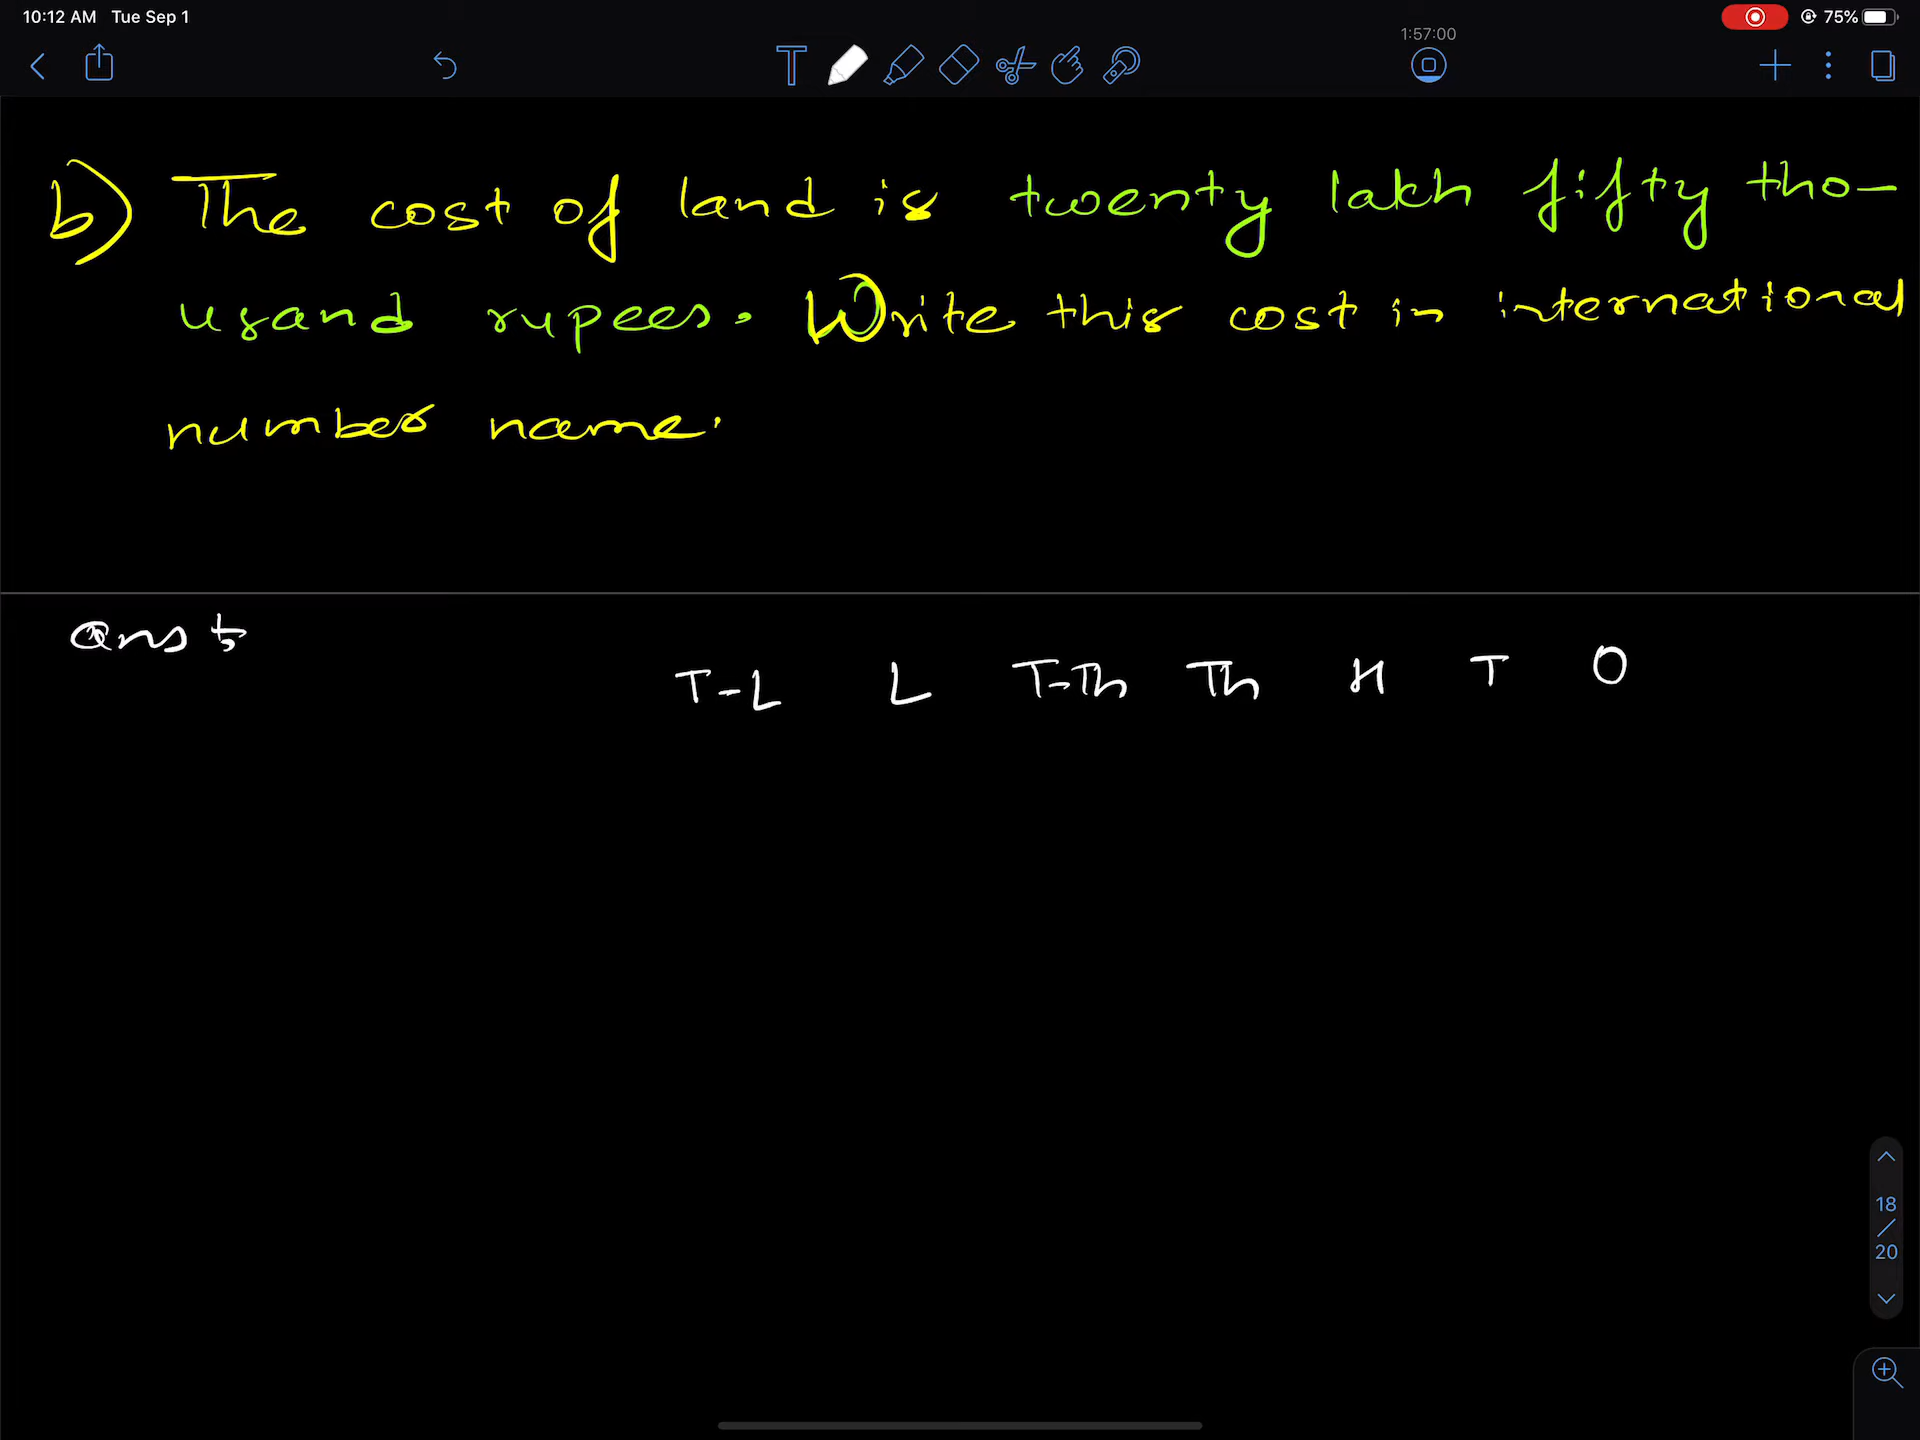 10:12 AM Tue Sep 1
75%
1:57:00
b) The cost of land is twenty lakh fifty tho-
usand rupees. Write this cost in international
number name.
ans
T-L L T-Th Th H T O
18
/
20